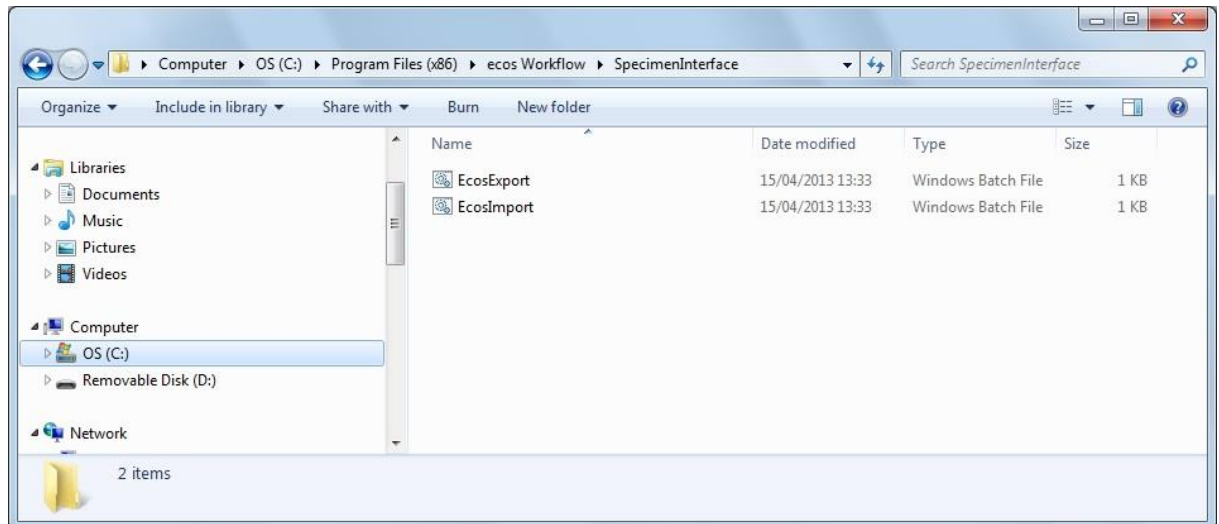 Computer OS (C:) Program Files (x86) ecos Workflow SpecimenInterface
Search SpecimenInterface
Organize Include in library Share with Burn New folder
Libraries
Documents
Music
Pictures
Videos
Computer
OS (C:)
Removable Disk (D:)
Network
Name Date modified Type Size
EcosExport 15/04/2013 13:33 Windows Batch File 1 KB
EcosImport 15/04/2013 13:33 Windows Batch File 1 KB
2 items